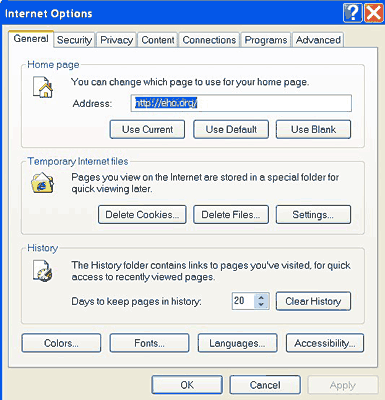 Internet Options
General Security Privacy Content Connections Programs Advanced
Home page
You can change which page to use for your home page.
Address: http://eho.org/
Use Current Use Default Use Blank
Temporary Internet files
Pages you view on the Internet are stored in a special folder for
quick viewing later.
Delete Cookies... Delete Files... Settings...
History
The History folder contains links to pages you've visited, for quick
access to recently viewed pages.
Days to keep pages in history: 20 Clear History
Colors... Fonts... Languages... Accessibility...
OK Cancel Apply